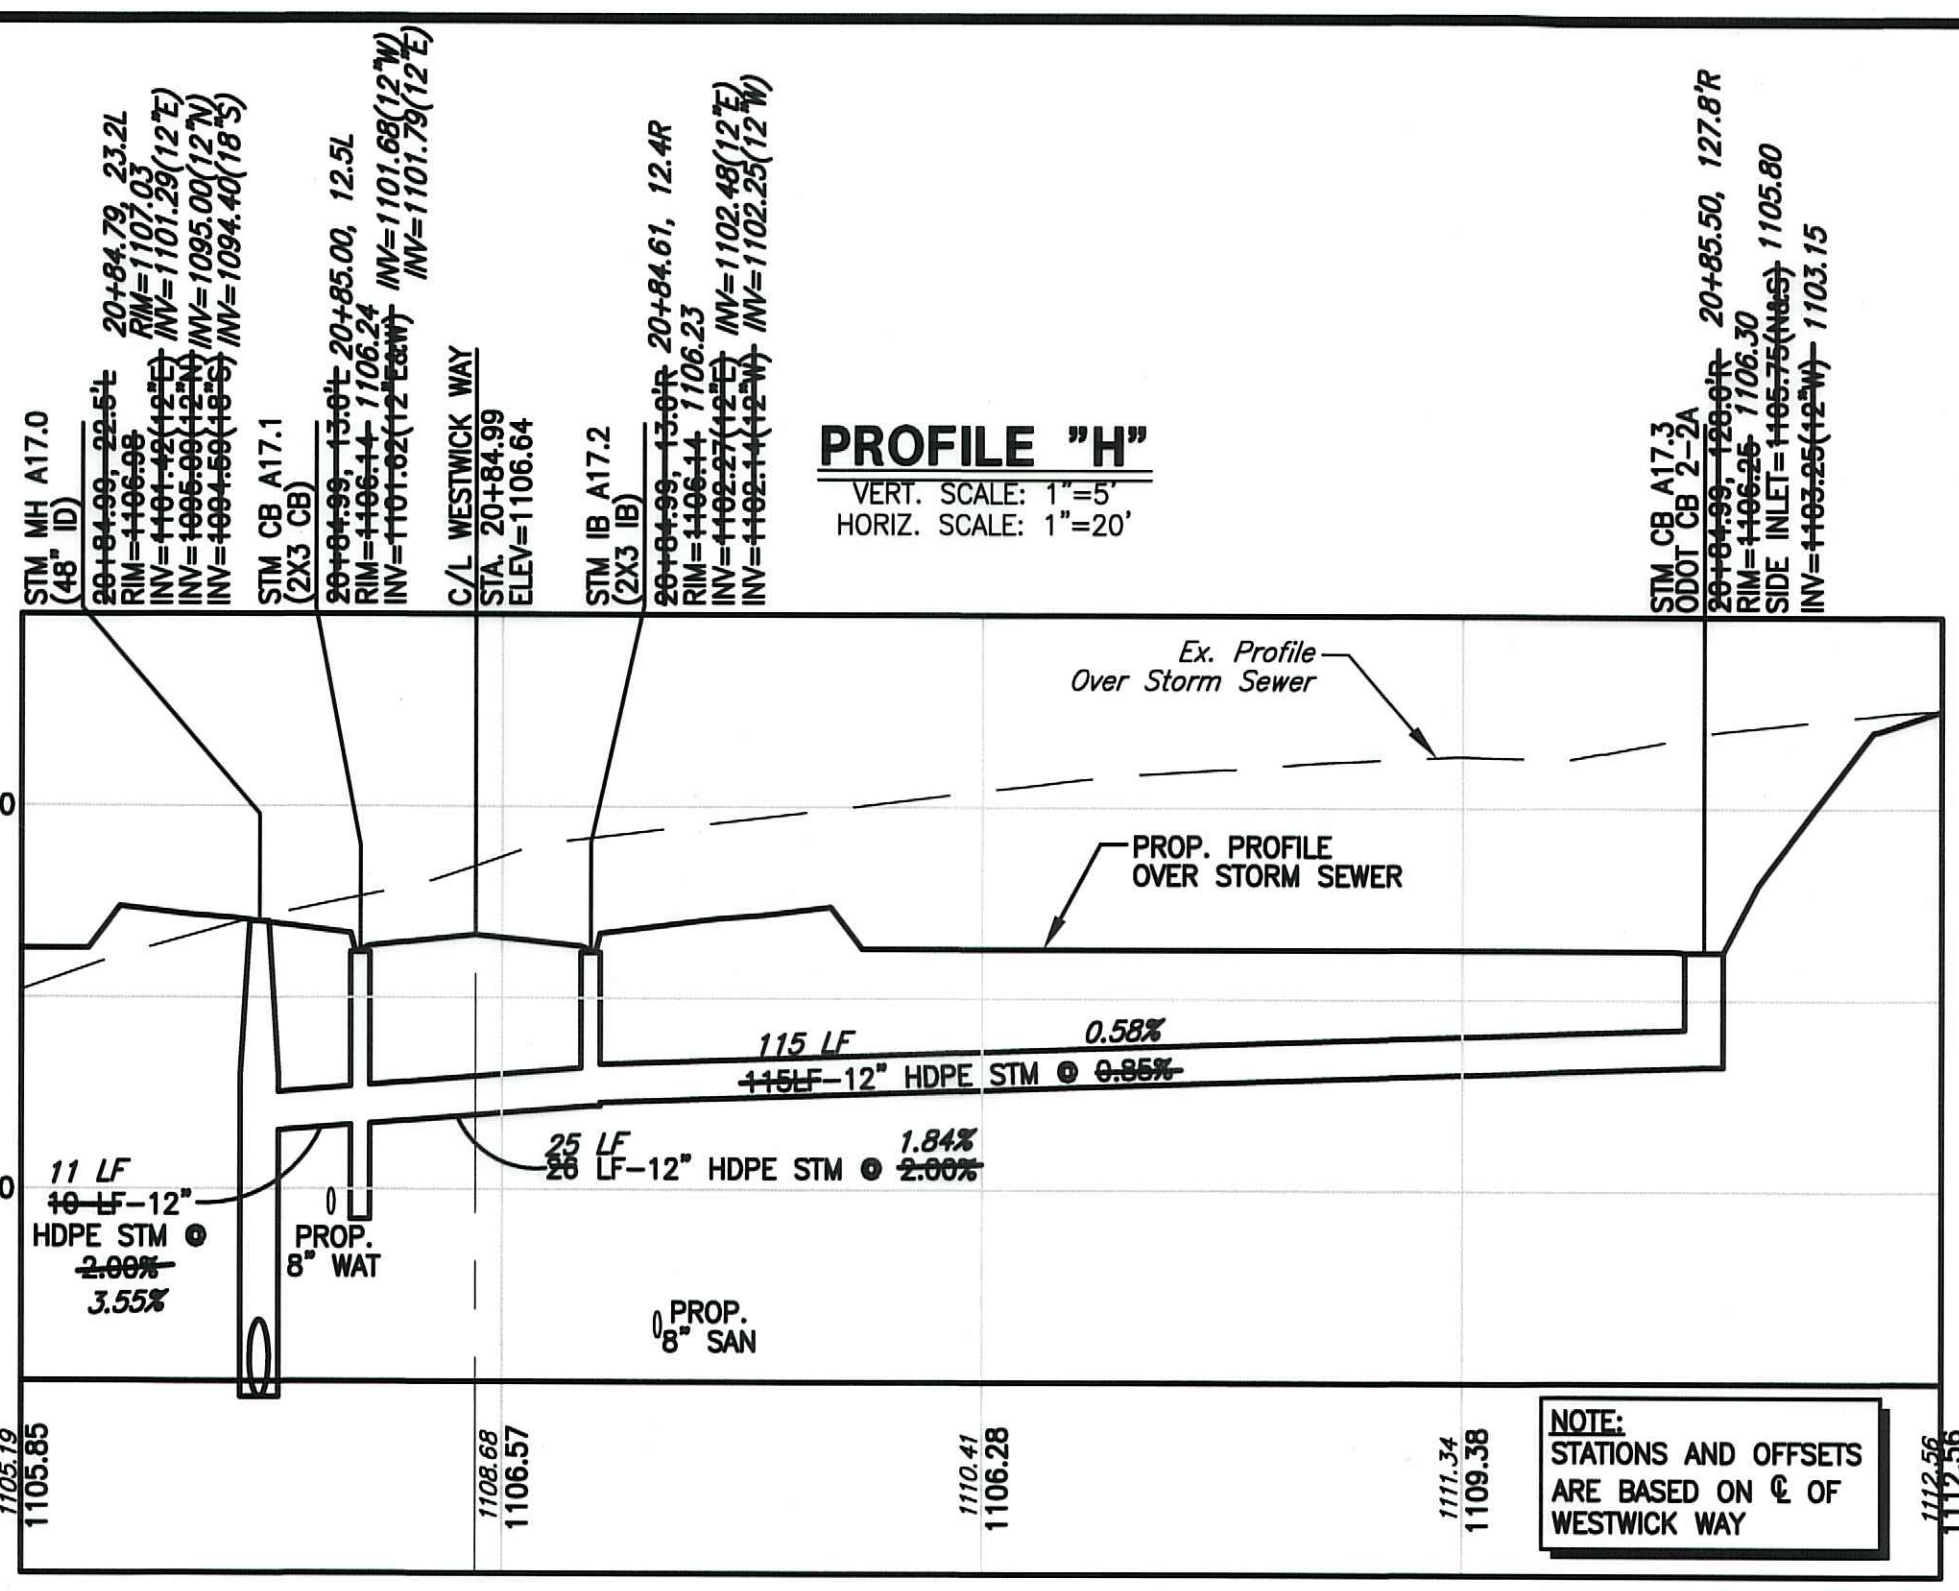 STM MH A17.0
(48" ID)
20+84.99, 22.5'L 20+84.79, 23.2L
RIM=1106.98 RIM=1107.03
INV=1101.42(12"E) INV=1101.29(12"E)
INV=1095.00(12"N) INV=1095.00(12"N)
INV=1094.50(18"S) INV=1094.40(18"S)
STM CB A17.1
(2X3 CB)
20+84.99, 13.0'L 20+85.00, 12.5L
RIM=1106.14 1106.24
INV=1101.62(12"E&W) INV=1101.68(12"W)
INV=1101.79(12"E)
C/L WESTWICK WAY
STA. 20+84.99
ELEV=1106.64
STM IB A17.2
(2X3 IB)
20+84.99, 13.0'R 20+84.61, 12.4R
RIM=1106.14 1106.23
INV=1102.27(12"E) INV=1102.48(12"E)
INV=1102.14(12"W) INV=1102.25(12"W)
PROFILE "H"
VERT. SCALE: 1"=5'
HORIZ. SCALE: 1"=20'
STM CB A17.3
ODOT CB 2-2A
20+84.99, 128.0'R 20+85.50, 127.8'R
RIM=1106.25 1106.30
SIDE INLET=1105.75(N&S) 1105.80
INV=1103.25(12"W) 1103.15
Ex. Profile
Over Storm Sewer
0
PROP. PROFILE
OVER STORM SEWER
115 LF 0.58%
115LF-12" HDPE STM @ 0.85%
25 LF 1.84%
26 LF-12" HDPE STM @ 2.00%
0
11 LF
10 LF-12"
HDPE STM @
2.00%
3.55%
PROP.
8" WAT
PROP.
8" SAN
1105.19
1105.85
1108.68
1106.57
1110.41
1106.28
1111.34
1109.38
1112.56
1112.56
NOTE:
STATIONS AND OFFSETS
ARE BASED ON ℄ OF
WESTWICK WAY